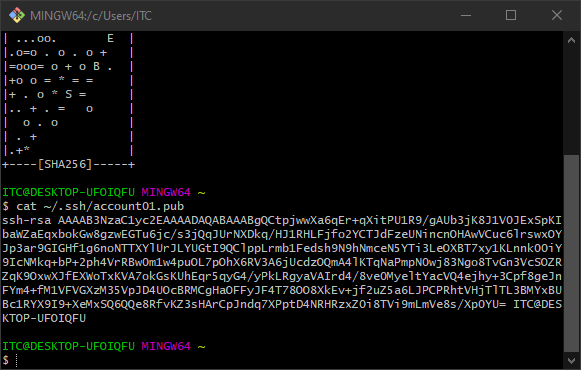 MINGW64:/c/Users/ITC
| ...oo.       E  |
|.o=o . o . o +   |
|=ooo= o + o B .  |
|+o o = * = =     |
|+ . o * S =      |
|.. + . =   o     |
|  o . o          |
| . +             |
|.+*              |
+----[SHA256]-----+
ITC@DESKTOP-UFOIQFU MINGW64 ~
$ cat ~/.ssh/account01.pub
ssh-rsa AAAAB3NzaC1yc2EAAAADAQABAAABgQCtpjwwXa6qEr+qXitPU1R9/gAUb3jK8J1VOJExSpKI
baWZaEqxbokGw8gzwEGTu6jc/s3jQqJUrNXDkq/HJ1RHLFjfo2YCTJdFzeUNincnOHAwVCuc6lrswxOY
Jp3ar9GIGHf1g6noNTTXYlUrJLYUGtI9QClppLrmb1Fedsh9N9hNmceN5YTi3LeOXBT7xy1KLnnkOOiY
9IcNMkq+bP+2ph4VrRBwOm1w4puOL7pOhX6RV3A6jUcdzOQmA4lKTqNaPmpNOwj83Ngo8TvGn3VcSOZR
ZqK9OxwXJfEXWoTxKVA7okGsKUhEqr5qyG4/yPkLRgyaVAIrd4/8veOMyeltYacVQ4ejhy+3Cpf8geJn
FYm4+fM1VFVGXzM35VpJD4UOcBRMCgHaOFFyJF4T78OO8XkEv+jf2uZ5a6LJPCPRhtVHjTlTL3BMYxBU
Bc1RYX9I9+XeMxSQ6QQe8RfvKZ3sHArCpJndq7XPptD4NRHRzxZOi8TVi9mLmVe8s/XpOYU= ITC@DES
KTOP-UFOIQFU
ITC@DESKTOP-UFOIQFU MINGW64 ~
$